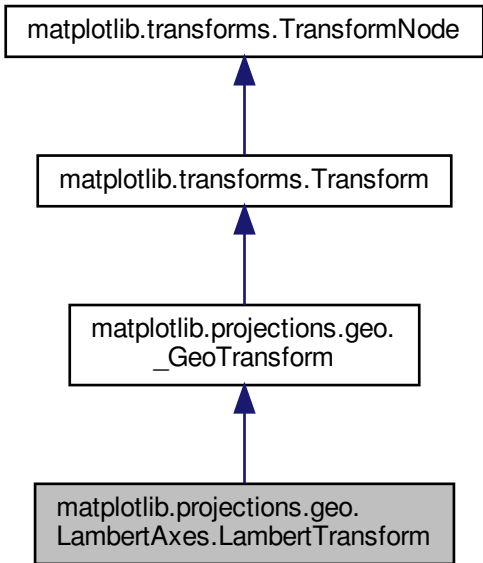 matplotlib.transforms.TransformNode
matplotlib.transforms.Transform
matplotlib.projections.geo.
_GeoTransform
matplotlib.projections.geo.
LambertAxes.LambertTransform